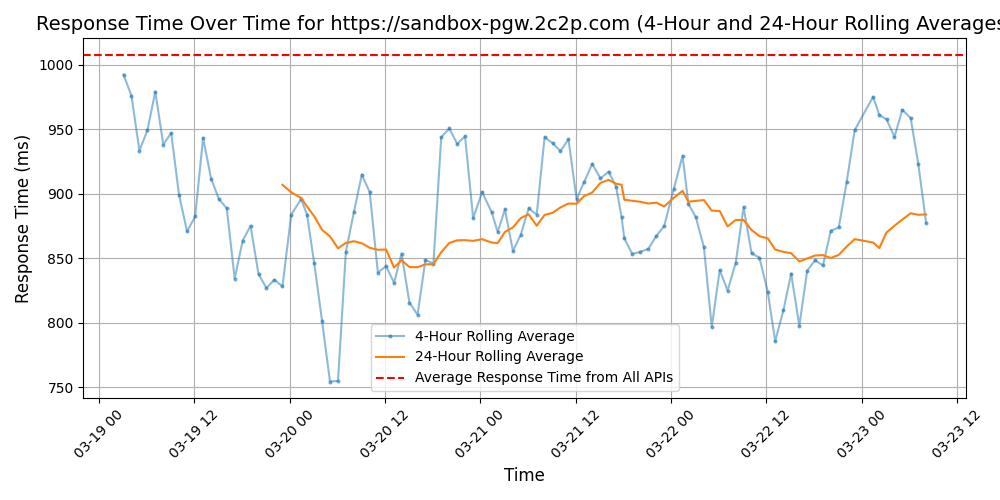 Response Time Over Time for https://sandbox-pgw.2c2p.com (4-Hour and 24-Hour Rolling Averages
Response Time (ms)
1000
950
900
850
800
750
4-Hour Rolling Average
24-Hour Rolling Average
Average Response Time from All APIs
03-19 00
03-19 12
03-20 00
03-20 12
03-21 00
03-21 12
03-22 00
03-22 12
03-23 00
03-23 12
Time